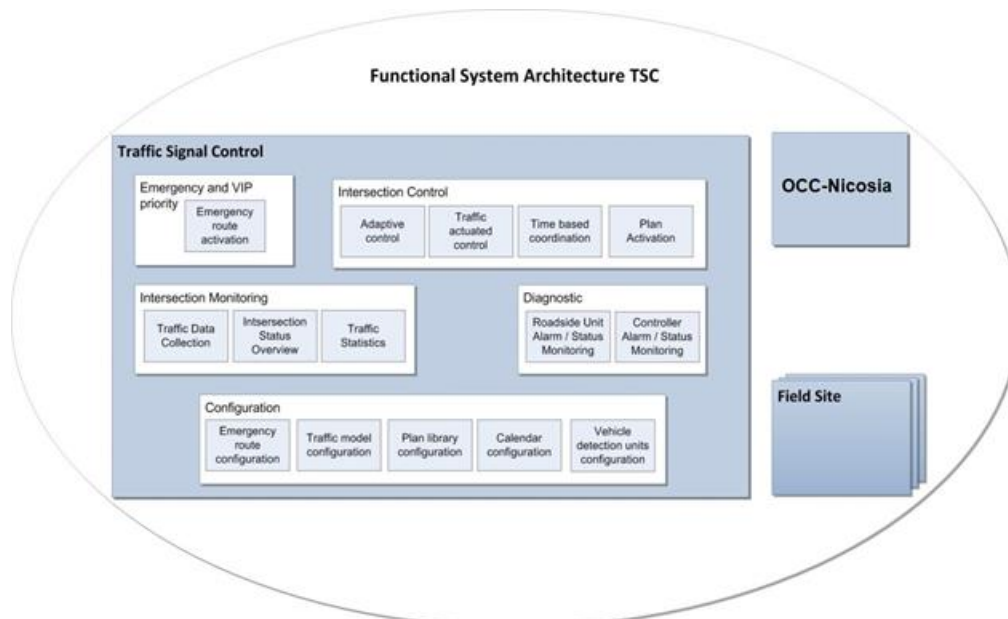 Functional System Architecture TSC
Traffic Signal Control
Emergency and VIP
priority
Emergency
route
activation
Intersection Control
Adaptive
control
Traffic
actuated
control
Time based
coordination
Plan
Activation
OCC-Nicosia
Intersection Monitoring
Traffic Data
Collection
Intsersection
Status
Overview
Traffic
Statistics
Diagnostic
Roadside Unit
Alarm / Status
Monitoring
Controller
Alarm / Status
Monitoring
Configuration
Emergency
route
configuration
Traffic model
configuration
Plan library
configuration
Calendar
configuration
Vehicle
detection units
configuration
Field Site